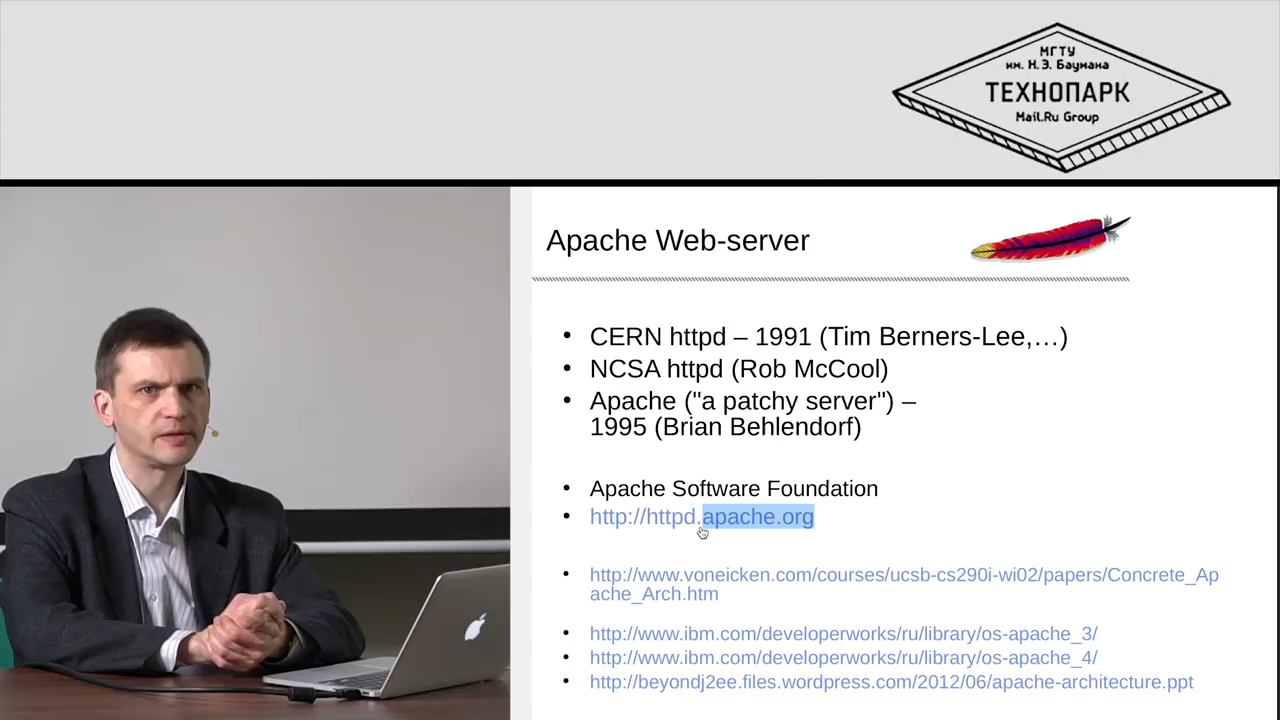 МГТУ
им. Н.Э. Баумана
ТЕХНОПАРК
Mail.Ru Group
Apache Web-server
• CERN httpd – 1991 (Tim Berners-Lee,…)
• NCSA httpd (Rob McCool)
• Apache ("a patchy server") –
1995 (Brian Behlendorf)
• Apache Software Foundation
• http://httpd.apache.org
• http://www.voneicken.com/courses/ucsb-cs290i-wi02/papers/Concrete_Ap
ache_Arch.htm
• http://www.ibm.com/developerworks/ru/library/os-apache_3/
• http://www.ibm.com/developerworks/ru/library/os-apache_4/
• http://beyondj2ee.files.wordpress.com/2012/06/apache-architecture.ppt